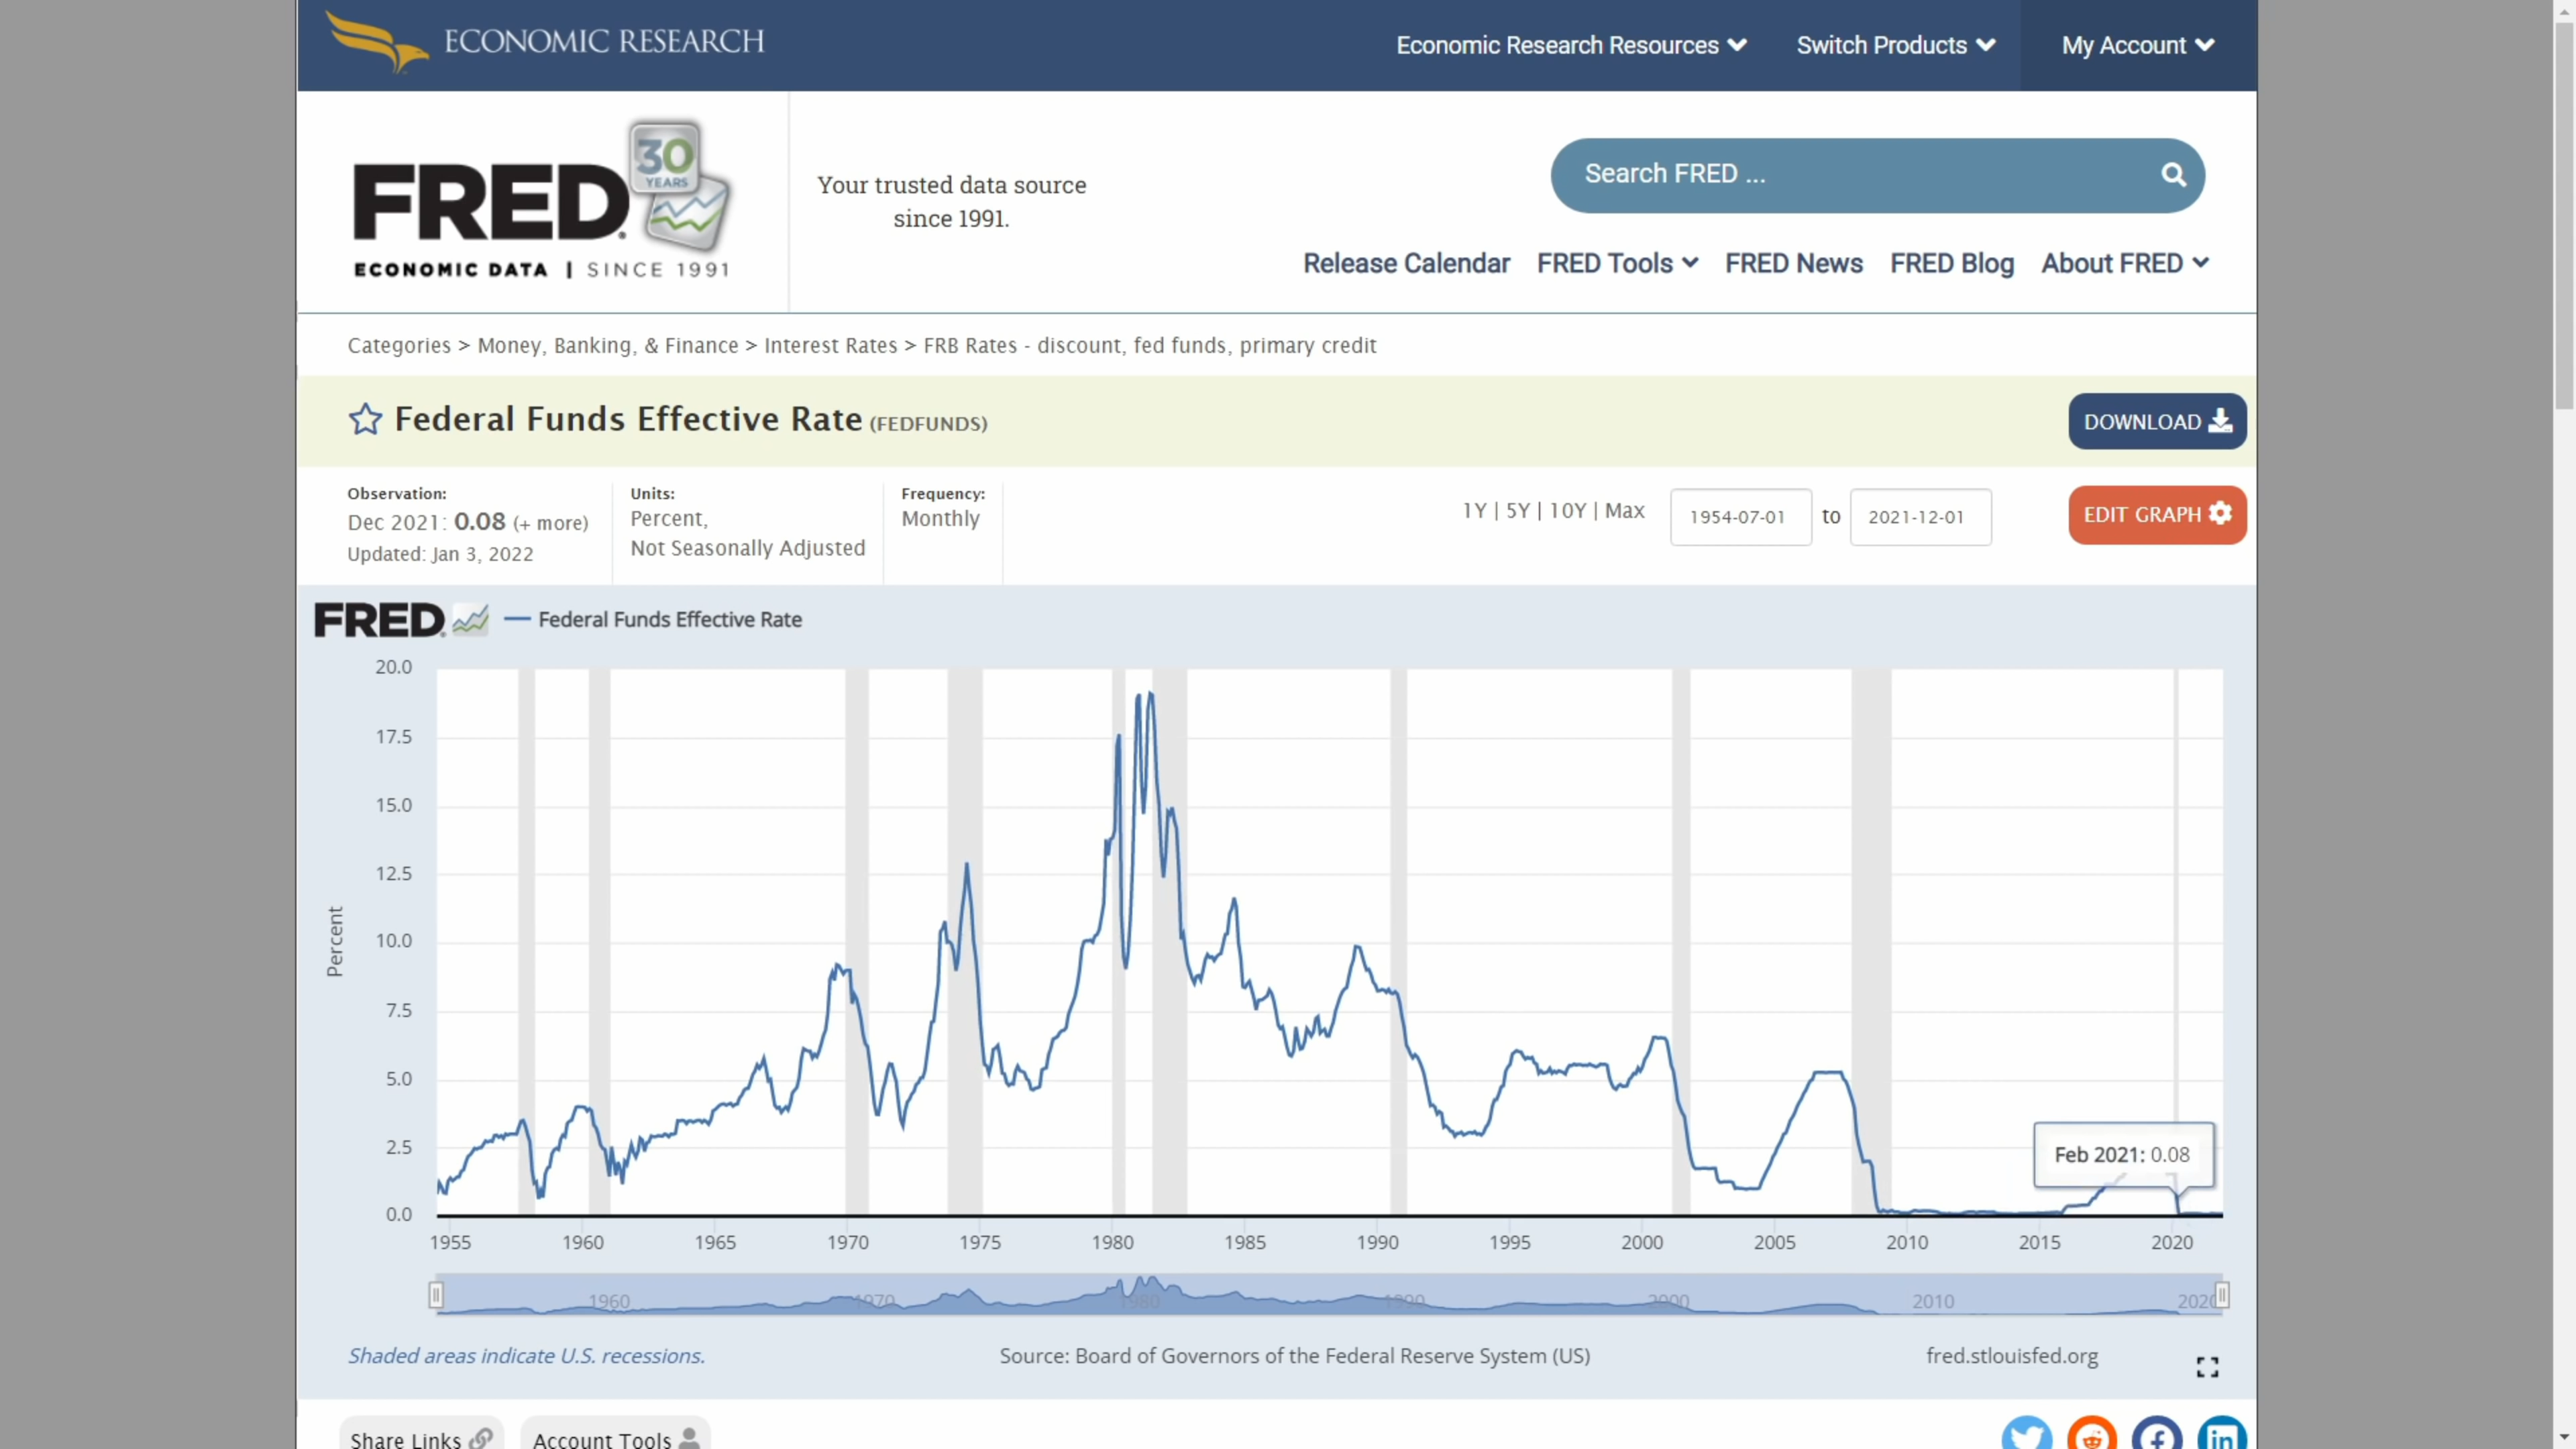 ECONOMIC RESEARCH
Economic Research Resources
Switch Products
My Account
30
YEARS
FRED
ECONOMIC DATA | SINCE 1991
Your trusted data source
since 1991.
Search FRED ...
Release Calendar
FRED Tools
FRED News
FRED Blog
About FRED
Categories > Money, Banking, & Finance > Interest Rates > FRB Rates - discount, fed funds, primary credit
Federal Funds Effective Rate (FEDFUNDS)
DOWNLOAD
Observation:
Dec 2021: 0.08 (+ more)
Updated: Jan 3, 2022
Units:
Percent,
Not Seasonally Adjusted
Frequency:
Monthly
1Y | 5Y | 10Y | Max
1954-07-01 to 2021-12-01
EDIT GRAPH
FRED
Federal Funds Effective Rate
20.0
17.5
15.0
12.5
10.0
7.5
5.0
2.5
0.0
Percent
Feb 2021: 0.08
1955 1960 1965 1970 1975 1980 1985 1990 1995 2000 2005 2010 2015 2020
1960 1970 1980 1990 2000 2010 2020
Shaded areas indicate U.S. recessions.
Source: Board of Governors of the Federal Reserve System (US)
fred.stlouisfed.org
Share Links
Account Tools